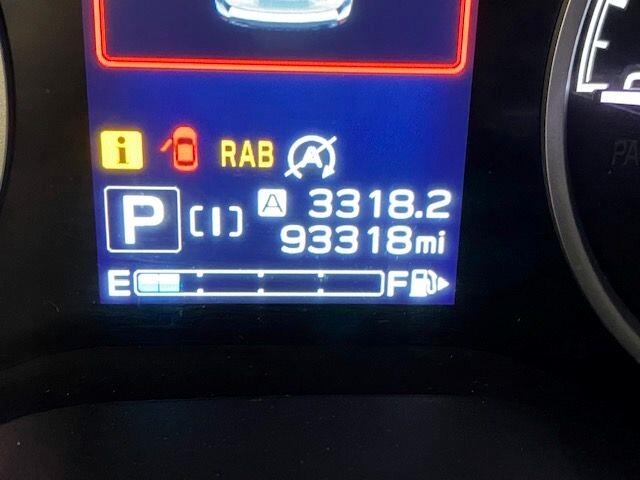 i RAB A
P [I] A 3318.2
93318mi
E F